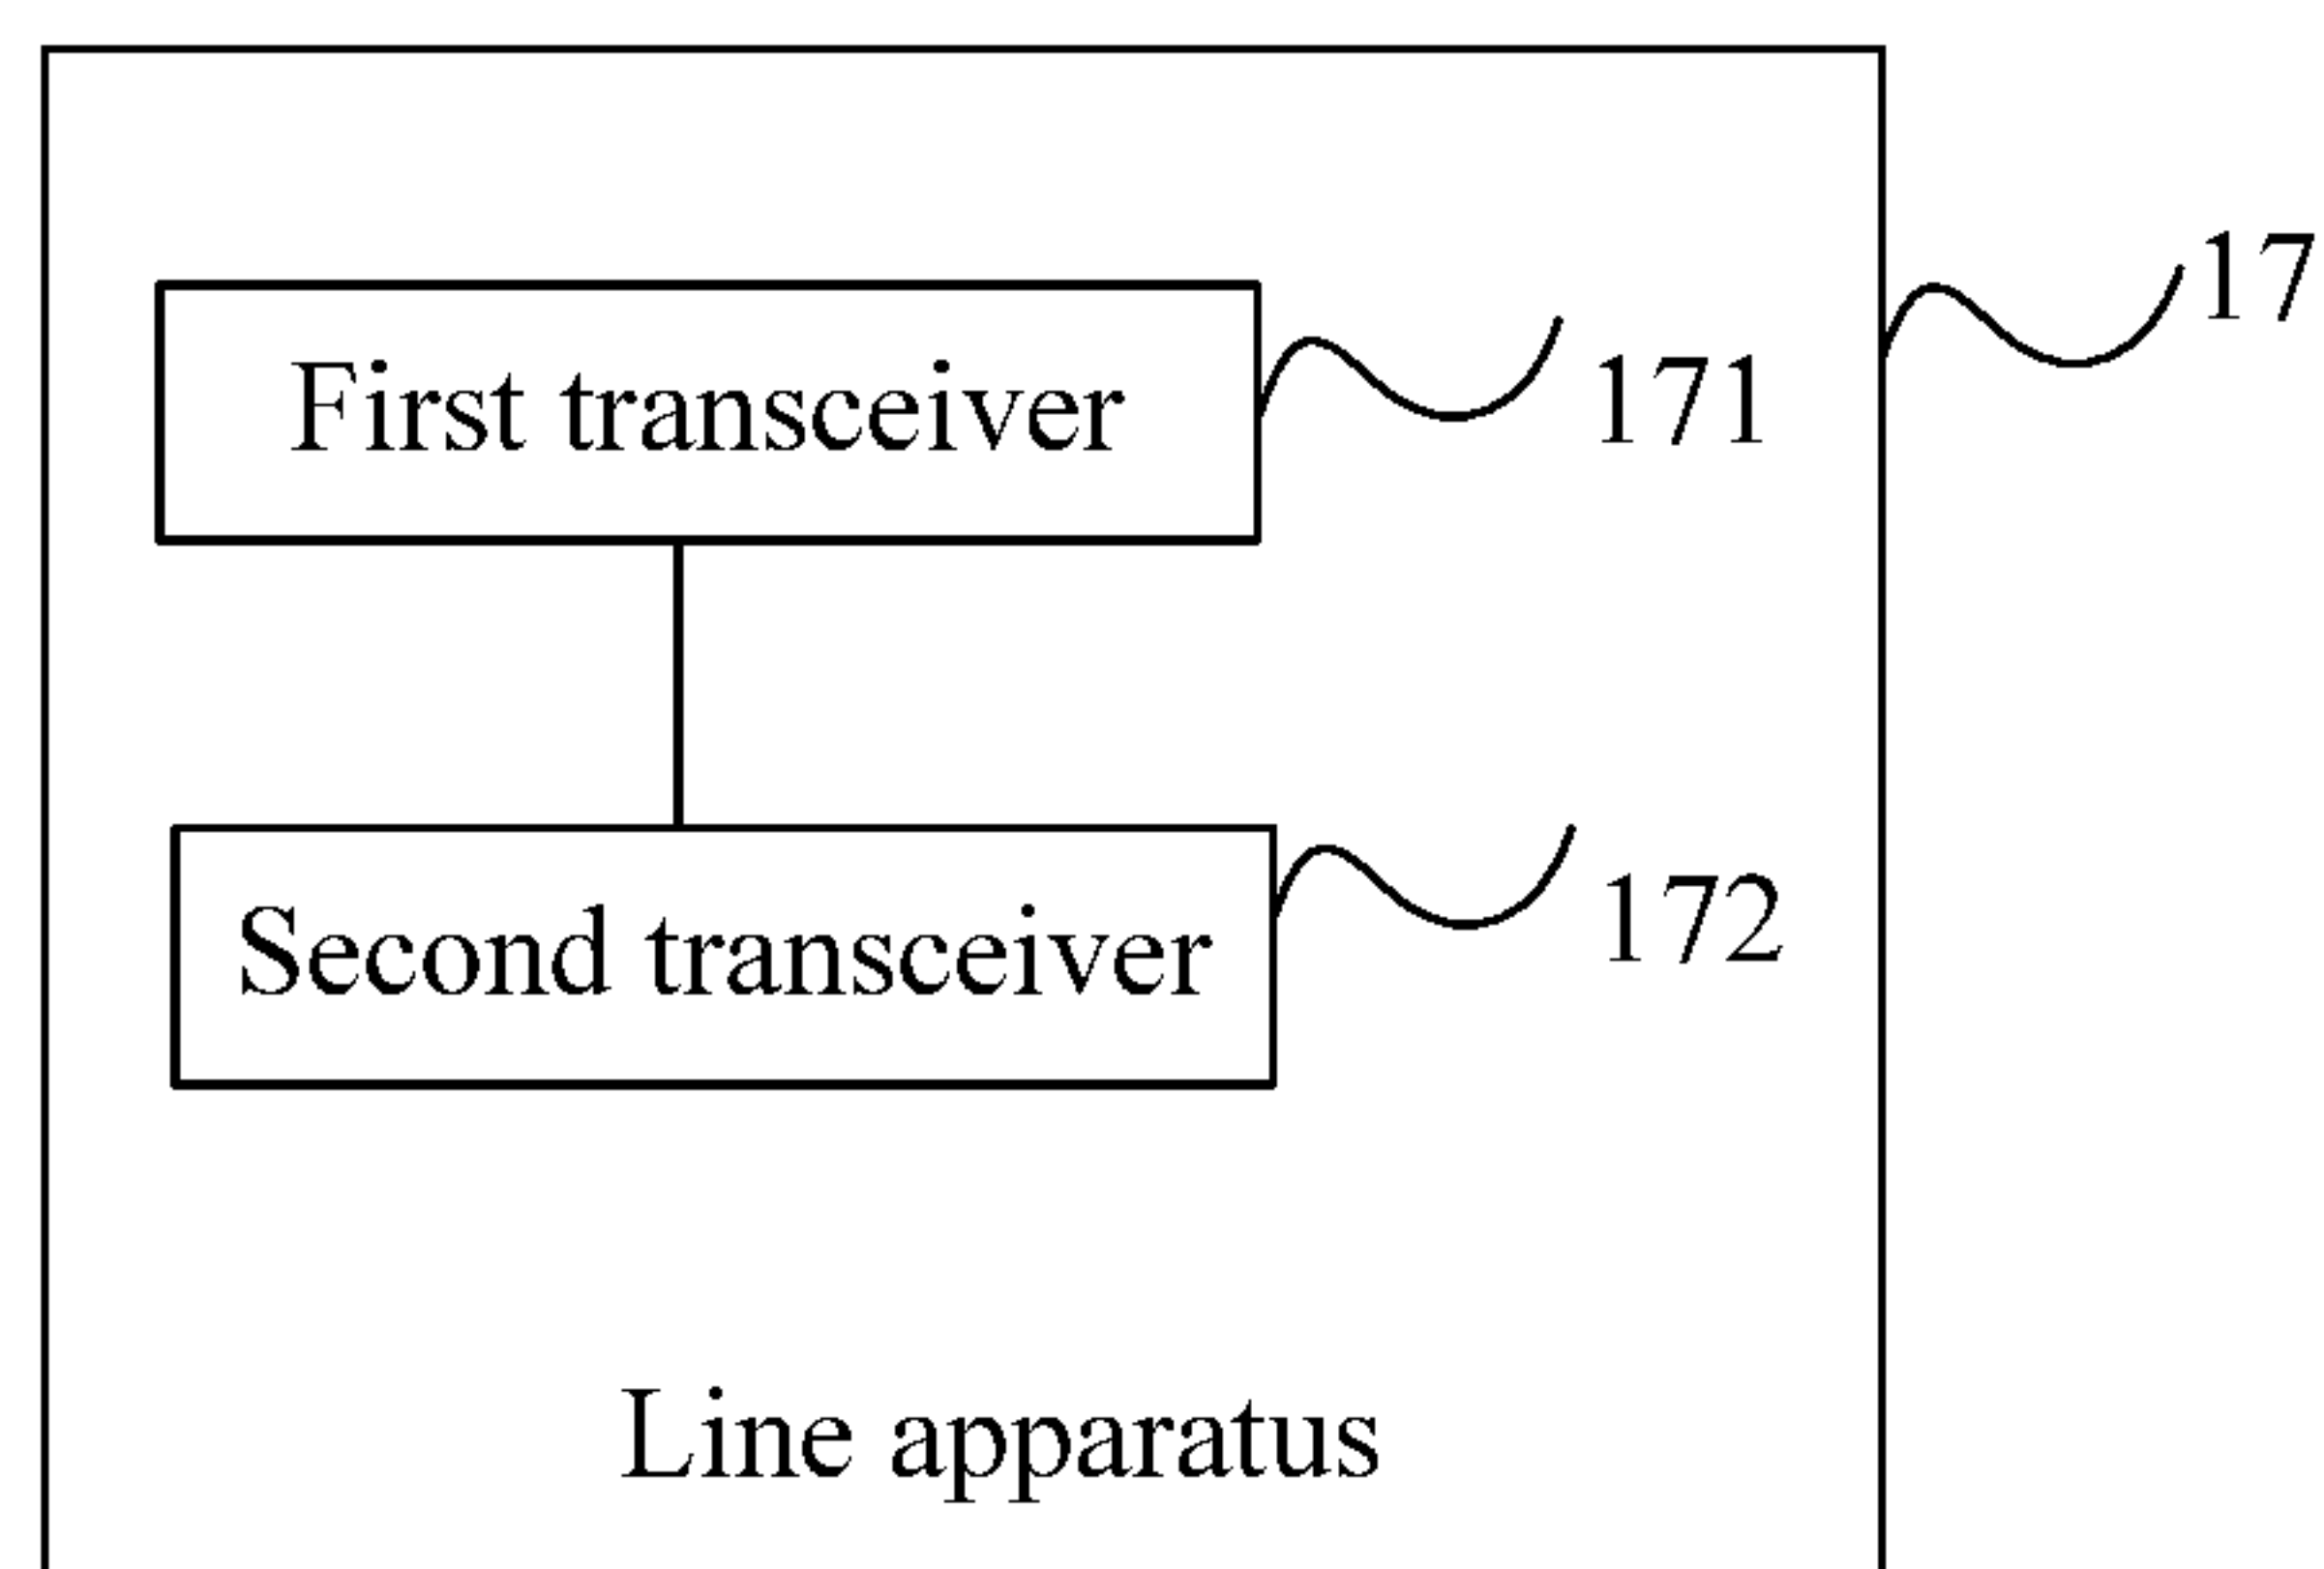 17
First transceiver
171
Second transceiver
172
Line apparatus